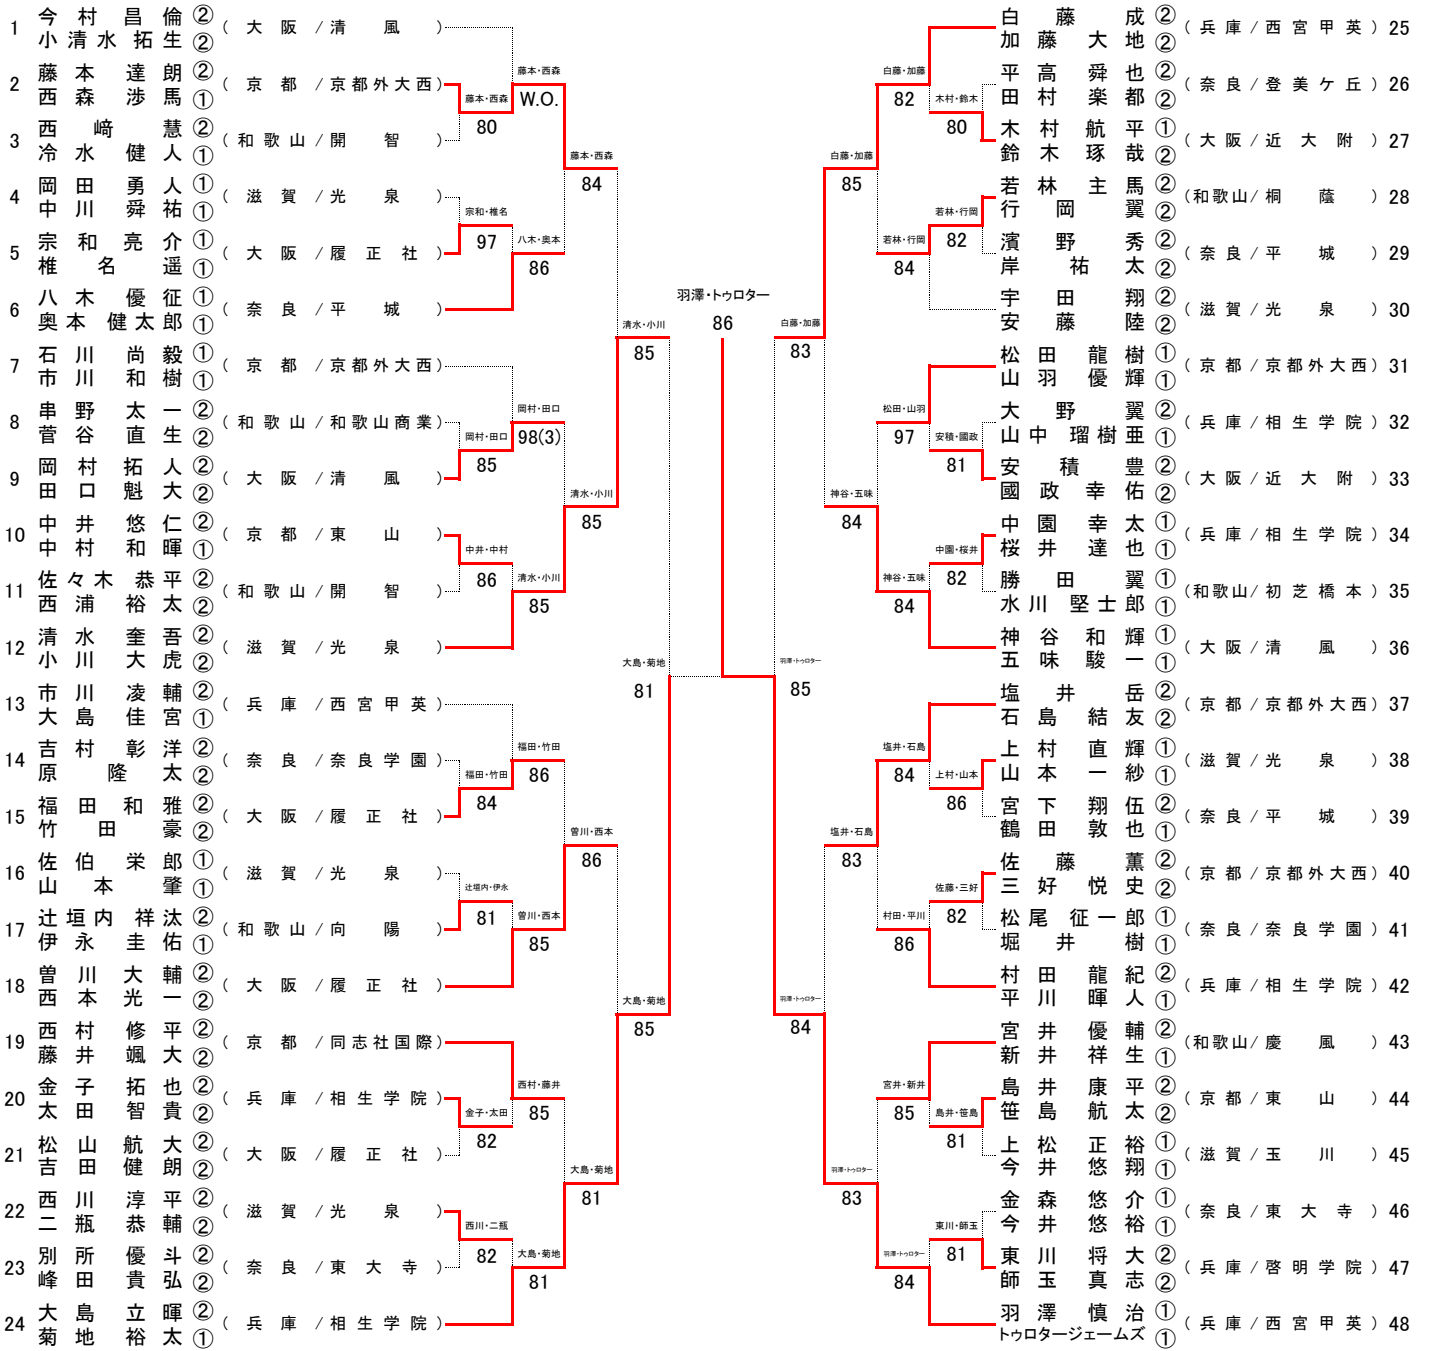 1 今村昌倫② 小清水拓生② (大阪/清風)
2 藤本達朗② 西森渉馬① (京都/京都外大西)
3 西﨑慧② 冷水健人① (和歌山/開智)
4 岡田勇人① 中川舜祐① (滋賀/光泉)
5 宗和亮介① 椎名遥① (大阪/履正社)
6 八木優征① 奥本健太郎① (奈良/平城)
7 石川尚毅① 市川和樹① (京都/京都外大西)
8 串野太一② 菅谷直生② (和歌山/和歌山商業)
9 岡村拓人② 田口魁大② (大阪/清風)
10 中井悠仁② 中村和暉① (京都/東山)
11 佐々木恭平② 西浦裕太② (和歌山/開智)
12 清水奎吾② 小川大虎② (滋賀/光泉)
13 市川凌輔② 大島佳宮① (兵庫/西宮甲英)
14 吉村彰洋② 原隆太② (奈良/奈良学園)
15 福田和雅② 竹田豪② (大阪/履正社)
16 佐伯栄郎① 山本肇① (滋賀/光泉)
17 辻垣内祥汰② 伊永圭佑① (和歌山/向陽)
18 曽川大輔② 西本光一② (大阪/履正社)
19 西村修平② 藤井颯大② (京都/同志社国際)
20 金子拓也② 太田智貴② (兵庫/相生学院)
21 松山航大② 吉田健朗② (大阪/履正社)
22 西川淳平② 二瓶恭輔② (滋賀/光泉)
23 別所優斗② 峰田貴弘② (奈良/東大寺)
24 大島立暉② 菊地裕太① (兵庫/相生学院)
藤本・西森 80
宗和・椎名 97
岡村・田口 85
中井・中村 86
福田・竹田 84
辻垣内・伊永 81
金子・太田 82
西川・二瓶 82
藤本・西森 W.O.
八木・奥本 86
岡村・田口 98(3)
清水・小川 85
福田・竹田 86
曽川・西本 85
西村・藤井 85
大島・菊地 81
藤本・西森 84
清水・小川 85
曽川・西本 86
大島・菊地 81
清水・小川 85
大島・菊地 85
大島・菊地 81
羽澤・トゥロター 86
羽澤・トゥロター 85
白藤・加藤 83
羽澤・トゥロター 84
白藤・加藤 85
神谷・五味 84
塩井・石島 83
羽澤・トゥロター 83
白藤・加藤 82
若林・行岡 84
松田・山羽 97
神谷・五味 84
塩井・石島 84
村田・平川 86
宮井・新井 85
羽澤・トゥロター 84
木村・鈴木 80
若林・行岡 82
安積・國政 81
中園・桜井 82
上村・山本 86
佐藤・三好 82
島井・笹島 81
東川・師玉 81
白藤成② 加藤大地② (兵庫/西宮甲英) 25
平高舜也② 田村楽都② (奈良/登美ケ丘) 26
木村航平① 鈴木琢哉② (大阪/近大附) 27
若林主馬② 行岡翼② (和歌山/桐蔭) 28
濱野秀② 岸祐太② (奈良/平城) 29
宇田翔② 安藤陸② (滋賀/光泉) 30
松田龍樹① 山羽優輝① (京都/京都外大西) 31
大野翼② 山中瑠樹亜① (兵庫/相生学院) 32
安積豊② 國政幸佑② (大阪/近大附) 33
中園幸太① 桜井達也① (兵庫/相生学院) 34
勝田翼① 水川堅士郎① (和歌山/初芝橋本) 35
神谷和輝① 五味駿一① (大阪/清風) 36
塩井岳② 石島結友② (京都/京都外大西) 37
上村直輝① 山本一紗① (滋賀/光泉) 38
宮下翔伍② 鶴田敦也① (奈良/平城) 39
佐藤薫② 三好悦史② (京都/京都外大西) 40
松尾征一郎① 堀井樹① (奈良/奈良学園) 41
村田龍紀② 平川暉人① (兵庫/相生学院) 42
宮井優輔② 新井祥生① (和歌山/慶風) 43
島井康平② 笹島航太② (京都/東山) 44
上松正裕① 今井悠翔① (滋賀/玉川) 45
金森悠介① 今井悠裕① (奈良/東大寺) 46
東川将大② 師玉真志② (兵庫/啓明学院) 47
羽澤慎治① トゥロタージェームズ① (兵庫/西宮甲英) 48